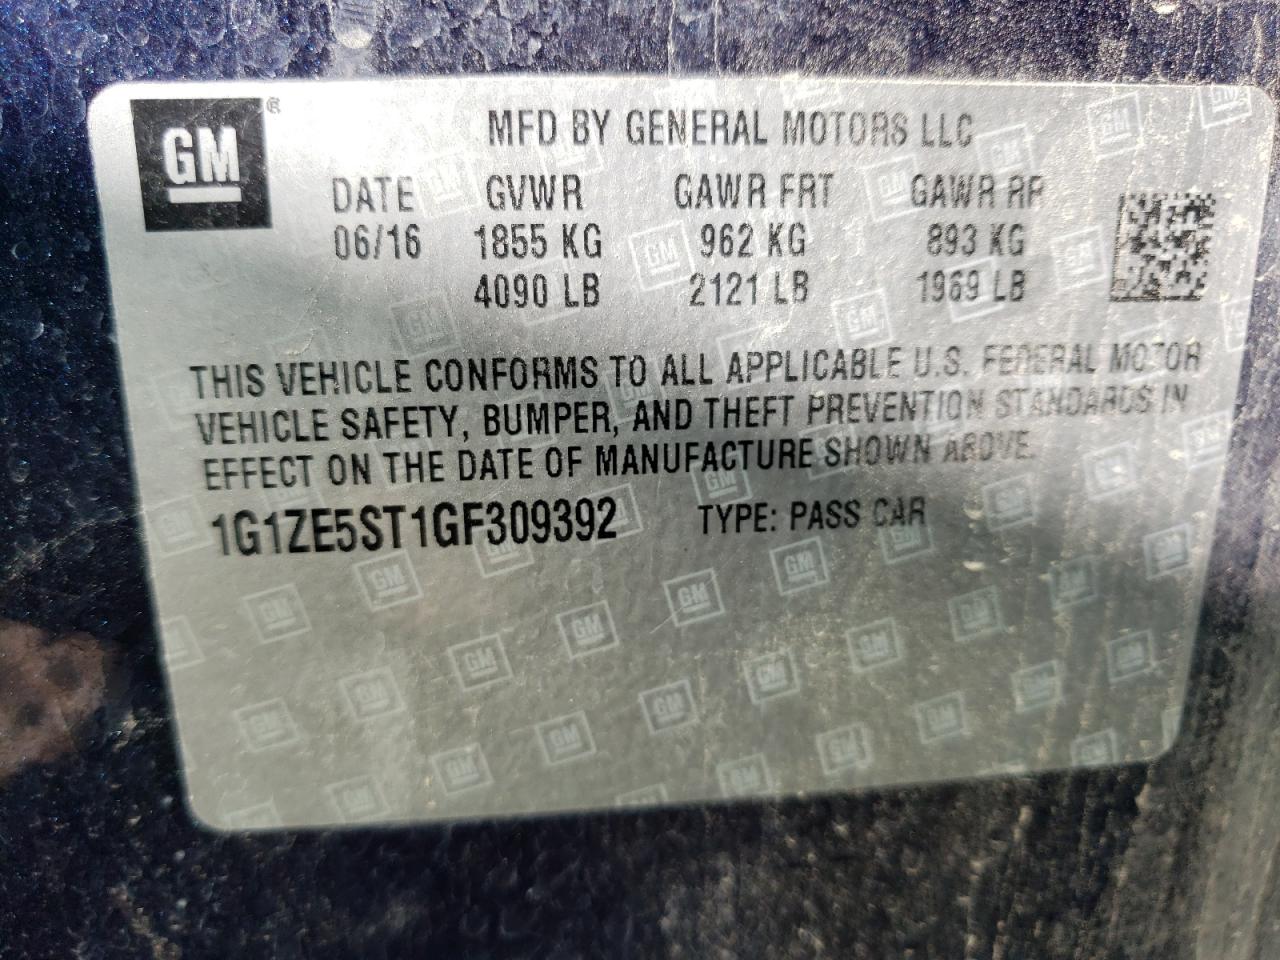 GM ®
MFD BY GENERAL MOTORS LLC
DATE GVWR GAWR FRT GAWR RR
06/16 1855 KG 962 KG 893 KG
4090 LB 2121 LB 1969 LB
THIS VEHICLE CONFORMS TO ALL APPLICABLE U.S. FEDERAL MOTOR
VEHICLE SAFETY, BUMPER, AND THEFT PREVENTION STANDARDS IN
EFFECT ON THE DATE OF MANUFACTURE SHOWN ABOVE.
1G1ZE5ST1GF309392 TYPE: PASS CAR